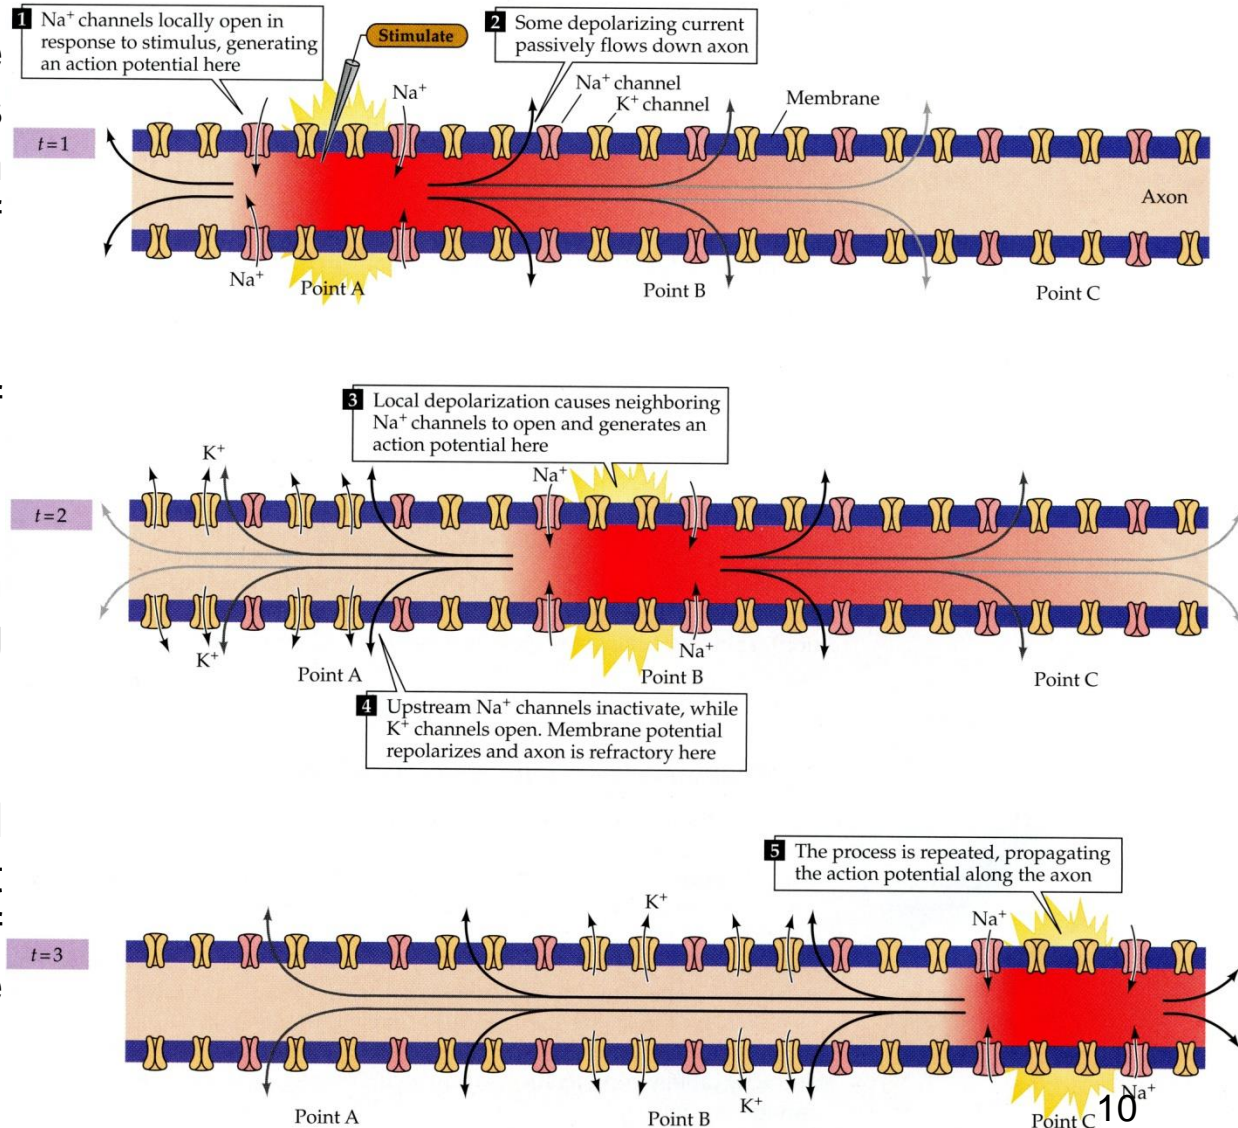 1 Na+ channels locally open in
response to stimulus, generating
an action potential here
Stimulate
2 Some depolarizing current
passively flows down axon
Na+ channel
K+ channel
Membrane
Na+
t=1
Axon
Na+
Point A
Point B
Point C
3 Local depolarization causes neighboring
Na+ channels to open and generates an
action potential here
K+
Na+
t=2
K+
Na+
Point A
Point B
Point C
4 Upstream Na+ channels inactivate, while
K+ channels open. Membrane potential
repolarizes and axon is refractory here
5 The process is repeated, propagating
the action potential along the axon
K+
Na+
t=3
K+
Na+
Point A
Point B
Point C
10